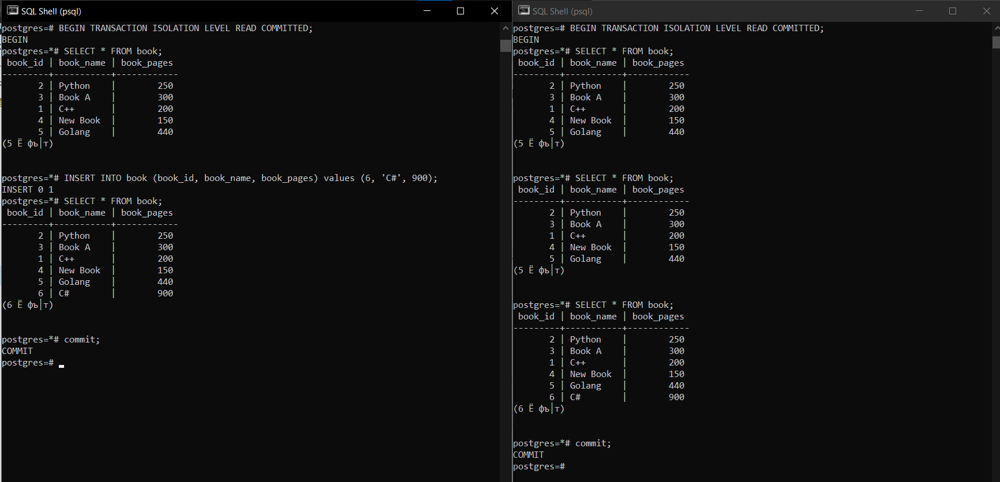 SQL Shell (psql)
postgres=# BEGIN TRANSACTION ISOLATION LEVEL READ COMMITTED;
BEGIN
postgres=*# SELECT * FROM book;
 book_id | book_name | book_pages
---------+-----------+------------
       2 | Python    |        250
       3 | Book A    |        300
       1 | C++       |        200
       4 | New Book  |        150
       5 | Golang    |        440
(5 Ё фъ|т)
postgres=*# INSERT INTO book (book_id, book_name, book_pages) values (6, 'C#', 900);
INSERT 0 1
postgres=*# SELECT * FROM book;
 book_id | book_name | book_pages
---------+-----------+------------
       2 | Python    |        250
       3 | Book A    |        300
       1 | C++       |        200
       4 | New Book  |        150
       5 | Golang    |        440
       6 | C#        |        900
(6 Ё фъ|т)
postgres=*# commit;
COMMIT
postgres=#
SQL Shell (psql)
postgres=# BEGIN TRANSACTION ISOLATION LEVEL READ COMMITTED;
BEGIN
postgres=*# SELECT * FROM book;
 book_id | book_name | book_pages
---------+-----------+------------
       2 | Python    |        250
       3 | Book A    |        300
       1 | C++       |        200
       4 | New Book  |        150
       5 | Golang    |        440
(5 Ё фъ|т)
postgres=*# SELECT * FROM book;
 book_id | book_name | book_pages
---------+-----------+------------
       2 | Python    |        250
       3 | Book A    |        300
       1 | C++       |        200
       4 | New Book  |        150
       5 | Golang    |        440
(5 Ё фъ|т)
postgres=*# SELECT * FROM book;
 book_id | book_name | book_pages
---------+-----------+------------
       2 | Python    |        250
       3 | Book A    |        300
       1 | C++       |        200
       4 | New Book  |        150
       5 | Golang    |        440
       6 | C#        |        900
(6 Ё фъ|т)
postgres=*# commit;
COMMIT
postgres=#